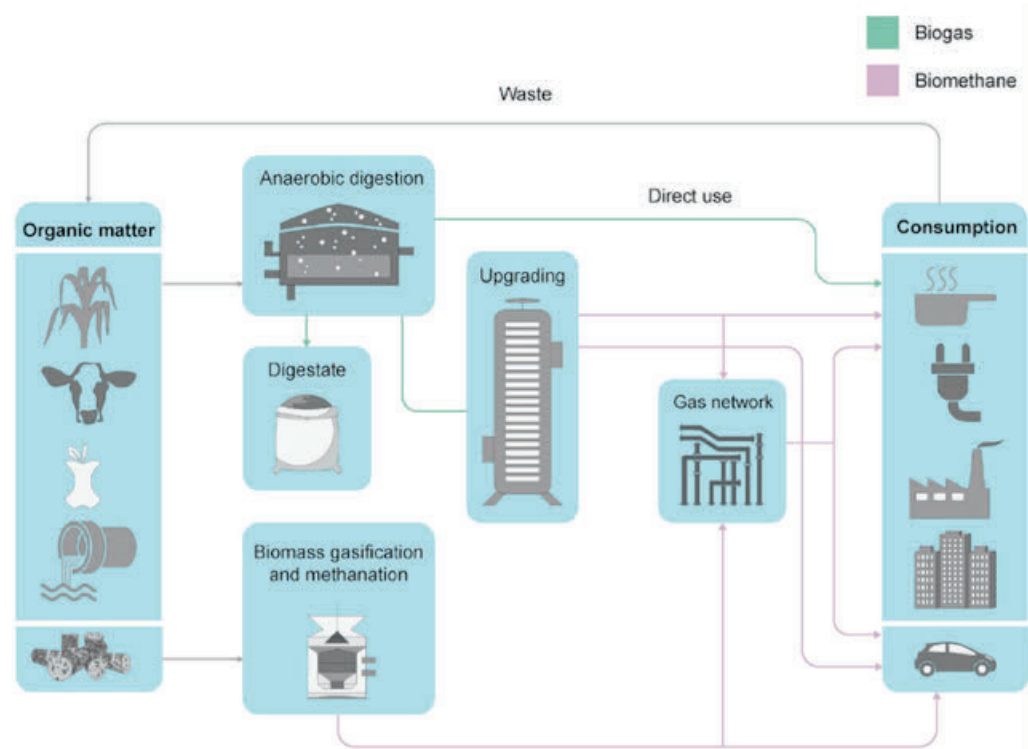 Biogas
Biomethane
Waste
Anaerobic digestion
Direct use
Organic matter
Consumption
Upgrading
Digestate
Gas network
Biomass gasification
and methanation